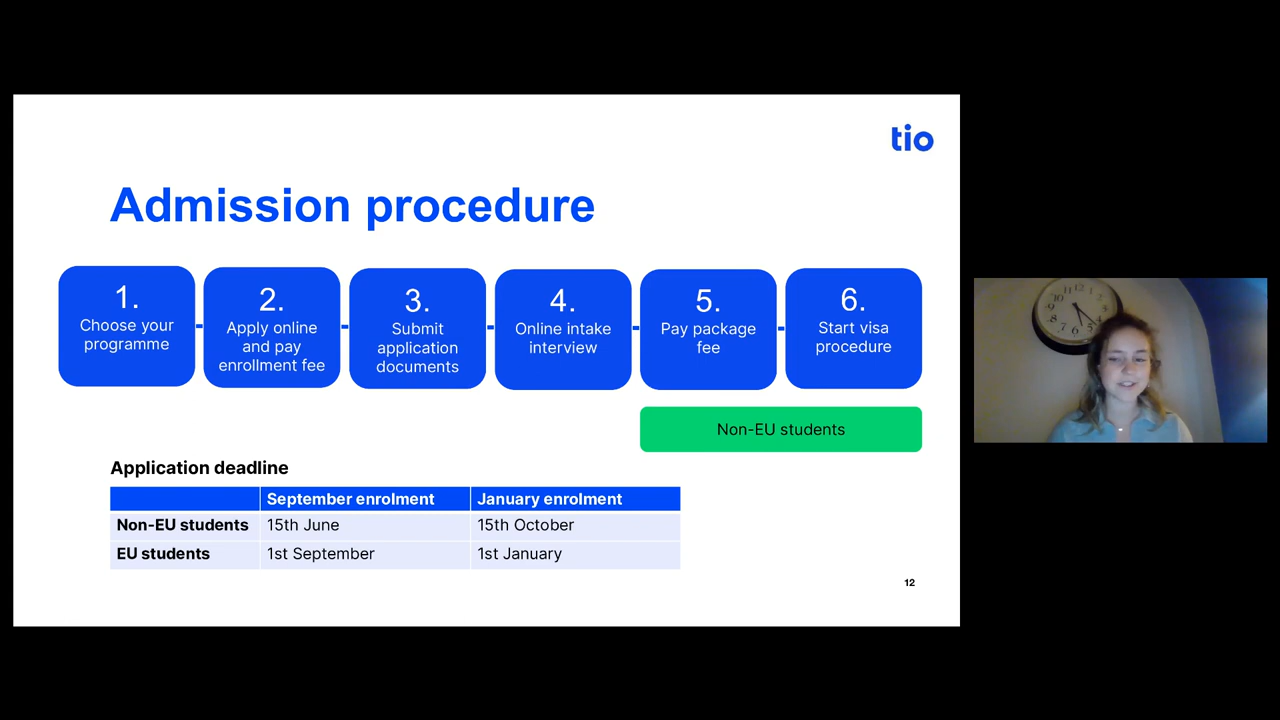 tio
Admission procedure
1.
Choose your
programme
2.
Apply online
and pay
enrollment fee
3.
Submit
application
documents
4.
Online intake
interview
5.
Pay package
fee
6.
Start visa
procedure
Non-EU students
Application deadline
September enrolment January enrolment
Non-EU students 15th June 15th October
EU students 1st September 1st January
12